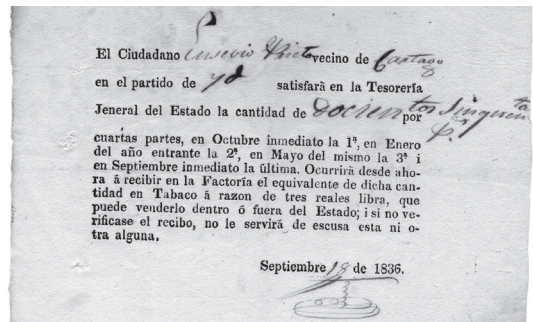 El Ciudadano Eusevio Prieto vecino de Cartago
en el partido de yd satisfará en la Tesorería
Jeneral del Estado la cantidad de Docientos sinquenta p.s por
cuartas partes, en Octubre inmediato la 1ª, en Enero
del año entrante la 2ª, en Mayo del mismo la 3ª i
en Septiembre inmediato la última. Ocurrirá desde aho-
ra á recibir en la Factoría el equivalente de dicha can-
tidad en Tabaco á razon de tres reales libra, que
puede venderlo dentro ó fuera del Estado; i si no ve-
rificase el recibo, no le servirá de escusa esta ni o-
tra alguna.
Septiembre 18 de 1836.